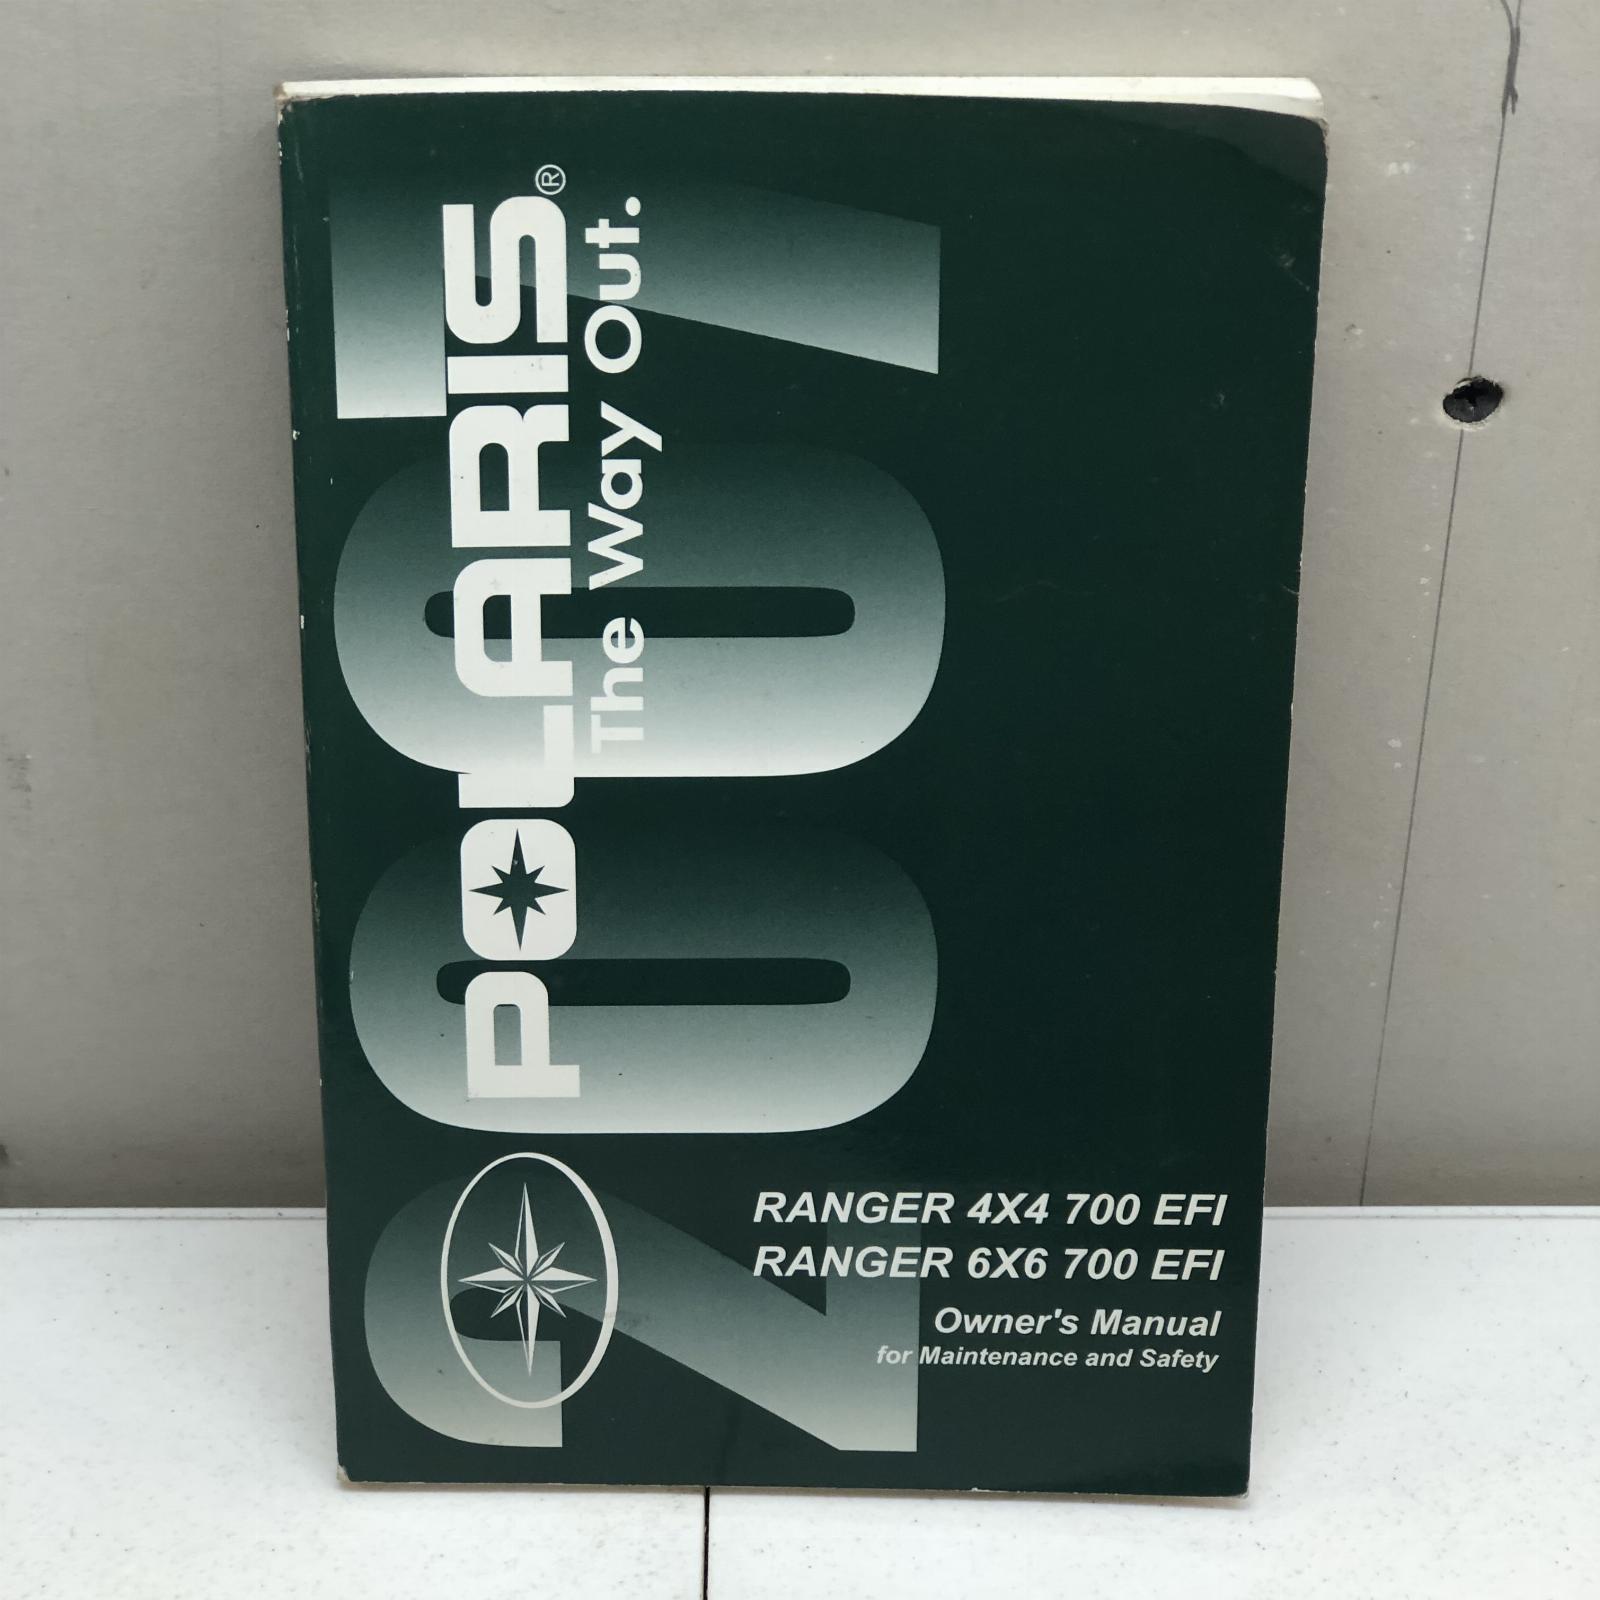 2007
POLARIS®
The Way Out.
RANGER 4X4 700 EFI
RANGER 6X6 700 EFI
Owner's Manual
for Maintenance and Safety